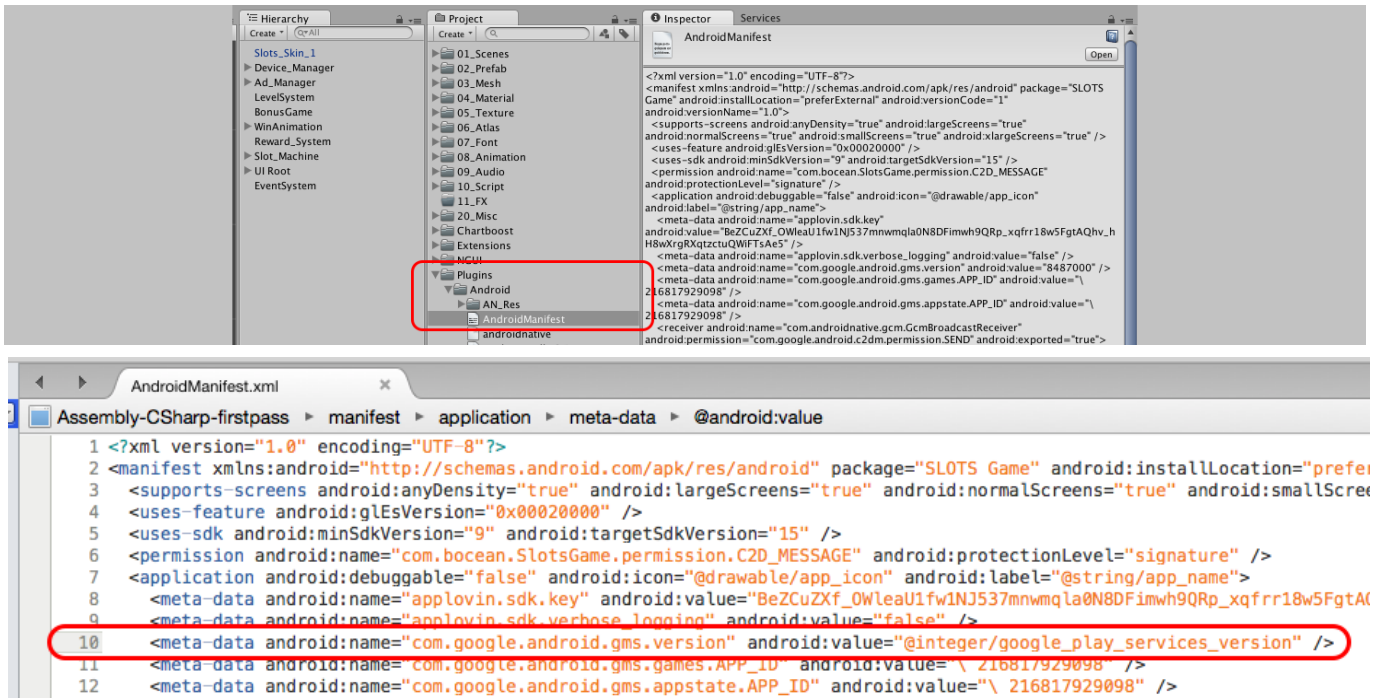 Hierarchy
Create
All
Slots_Skin_1
Device_Manager
Ad_Manager
LevelSystem
BonusGame
WinAnimation
Reward_System
Slot_Machine
UI Root
EventSystem
Project
Create
01_Scenes
02_Prefab
03_Mesh
04_Material
05_Texture
06_Atlas
07_Font
08_Animation
09_Audio
10_Script
11_FX
20_Misc
Chartboost
Extensions
NGUI
Plugins
Android
AN_Res
AndroidManifest
androidnative
Inspector Services
AndroidManifest
Open
<?xml version="1.0" encoding="UTF-8"?>
<manifest xmlns:android="http://schemas.android.com/apk/res/android" package="SLOTS
Game" android:installLocation="preferExternal" android:versionCode="1"
android:versionName="1.0">
<supports-screens android:anyDensity="true" android:largeScreens="true"
android:normalScreens="true" android:smallScreens="true" android:xlargeScreens="true" />
<uses-feature android:glEsVersion="0x00020000" />
<uses-sdk android:minSdkVersion="9" android:targetSdkVersion="15" />
<permission android:name="com.bocean.SlotsGame.permission.C2D_MESSAGE"
android:protectionLevel="signature" />
<application android:debuggable="false" android:icon="@drawable/app_icon"
android:label="@string/app_name">
<meta-data android:name="applovin.sdk.key"
android:value="BeZCuZXf_OWleaU1fw1NJ537mnwmqla0N8DFimwh9QRp_xqfrr18w5FgtAQhv_h
H8wXrgRXqtzctuQWiFTsAe5" />
<meta-data android:name="applovin.sdk.verbose_logging" android:value="false" />
<meta-data android:name="com.google.android.gms.version" android:value="8487000" />
<meta-data android:name="com.google.android.gms.games.APP_ID" android:value="\
216817929098" />
<meta-data android:name="com.google.android.gms.appstate.APP_ID" android:value="\
216817929098" />
<receiver android:name="com.androidnative.gcm.GcmBroadcastReceiver"
android:permission="com.google.android.c2dm.permission.SEND" android:exported="true">
AndroidManifest.xml
Assembly-CSharp-firstpass manifest application meta-data @android:value
1 <?xml version="1.0" encoding="UTF-8"?>
2 <manifest xmlns:android="http://schemas.android.com/apk/res/android" package="SLOTS Game" android:installLocation="prefer
3 <supports-screens android:anyDensity="true" android:largeScreens="true" android:normalScreens="true" android:smallScree
4 <uses-feature android:glEsVersion="0x00020000" />
5 <uses-sdk android:minSdkVersion="9" android:targetSdkVersion="15" />
6 <permission android:name="com.bocean.SlotsGame.permission.C2D_MESSAGE" android:protectionLevel="signature" />
7 <application android:debuggable="false" android:icon="@drawable/app_icon" android:label="@string/app_name">
8 <meta-data android:name="applovin.sdk.key" android:value="BeZCuZXf_OWleaU1fw1NJ537mnwmqla0N8DFimwh9QRp_xqfrr18w5FgtAQ
9 <meta-data android:name="applovin.sdk.verbose_logging" android:value="false" />
10 <meta-data android:name="com.google.android.gms.version" android:value="@integer/google_play_services_version" />
11 <meta-data android:name="com.google.android.gms.games.APP_ID" android:value="\ 216817929098" />
12 <meta-data android:name="com.google.android.gms.appstate.APP_ID" android:value="\ 216817929098" />